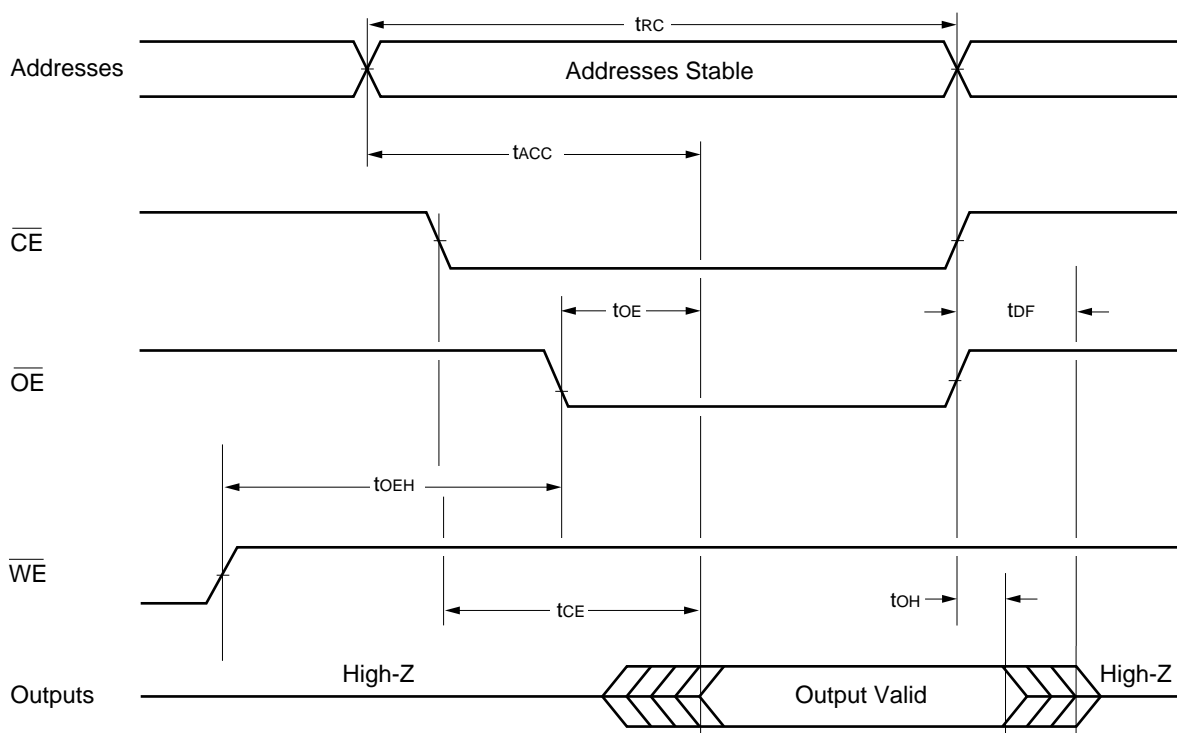 tRC
Addresses
Addresses Stable
tACC
CE
tOE
tDF
OE
tOEH
WE
tCE
tOH
High-Z
High-Z
Outputs
Output Valid